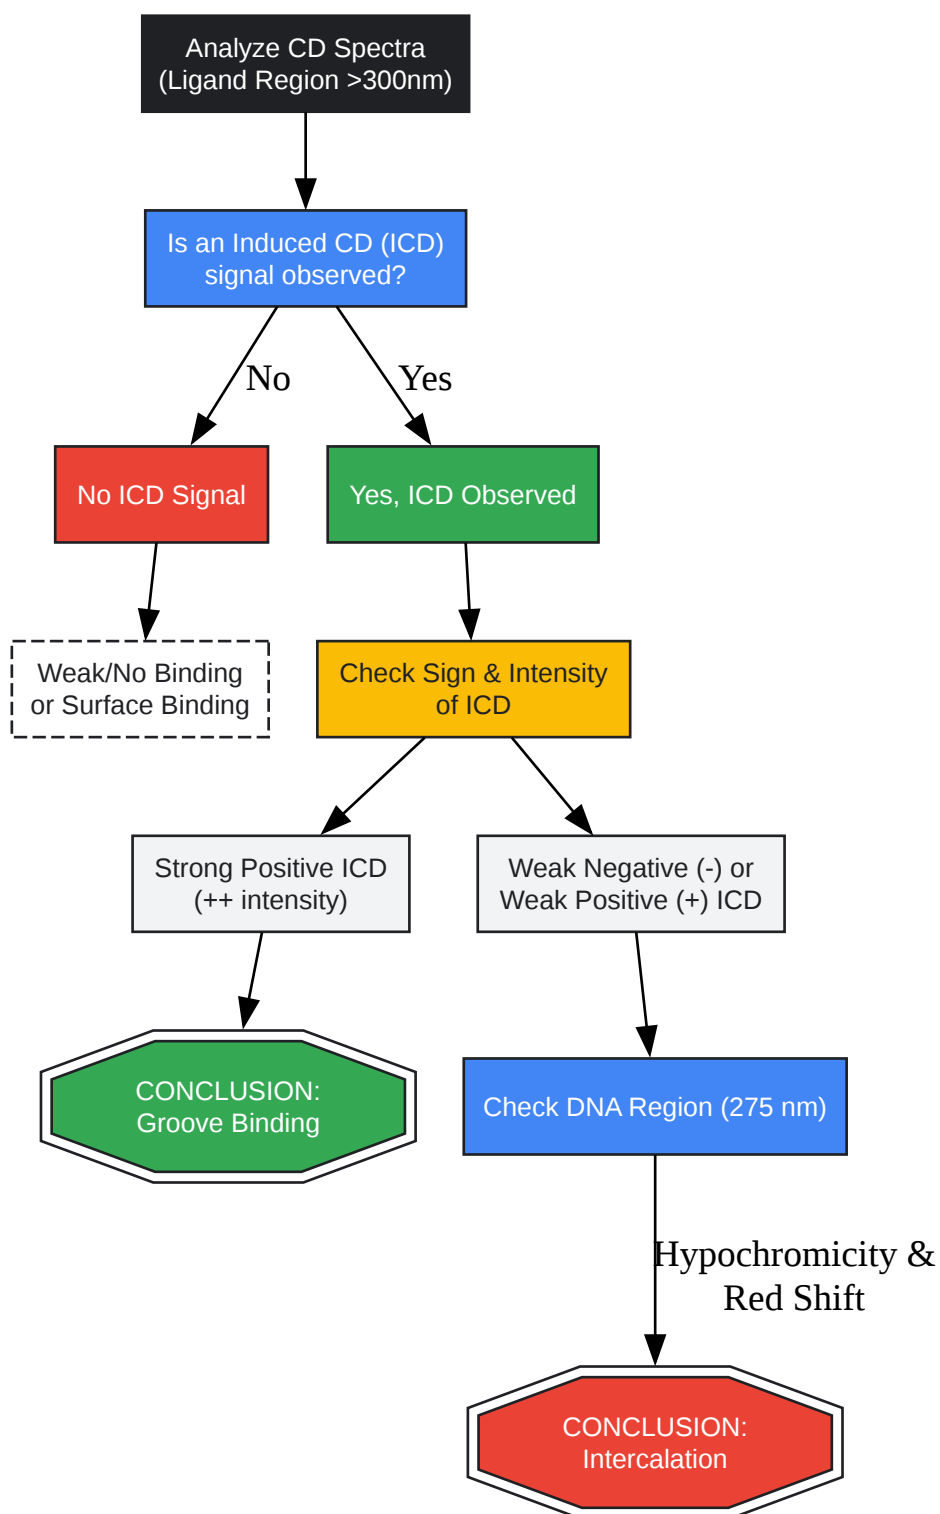 Analyze CD Spectra
(Ligand Region >300nm)
Is an Induced CD (ICD)
signal observed?
No
Yes
No ICD Signal
Yes, ICD Observed
Weak/No Binding
or Surface Binding
Check Sign & Intensity
of ICD
Strong Positive ICD
(++ intensity)
Weak Negative (-) or
Weak Positive (+) ICD
CONCLUSION:
Groove Binding
Check DNA Region (275 nm)
Hypochromicity &
Red Shift
CONCLUSION:
Intercalation